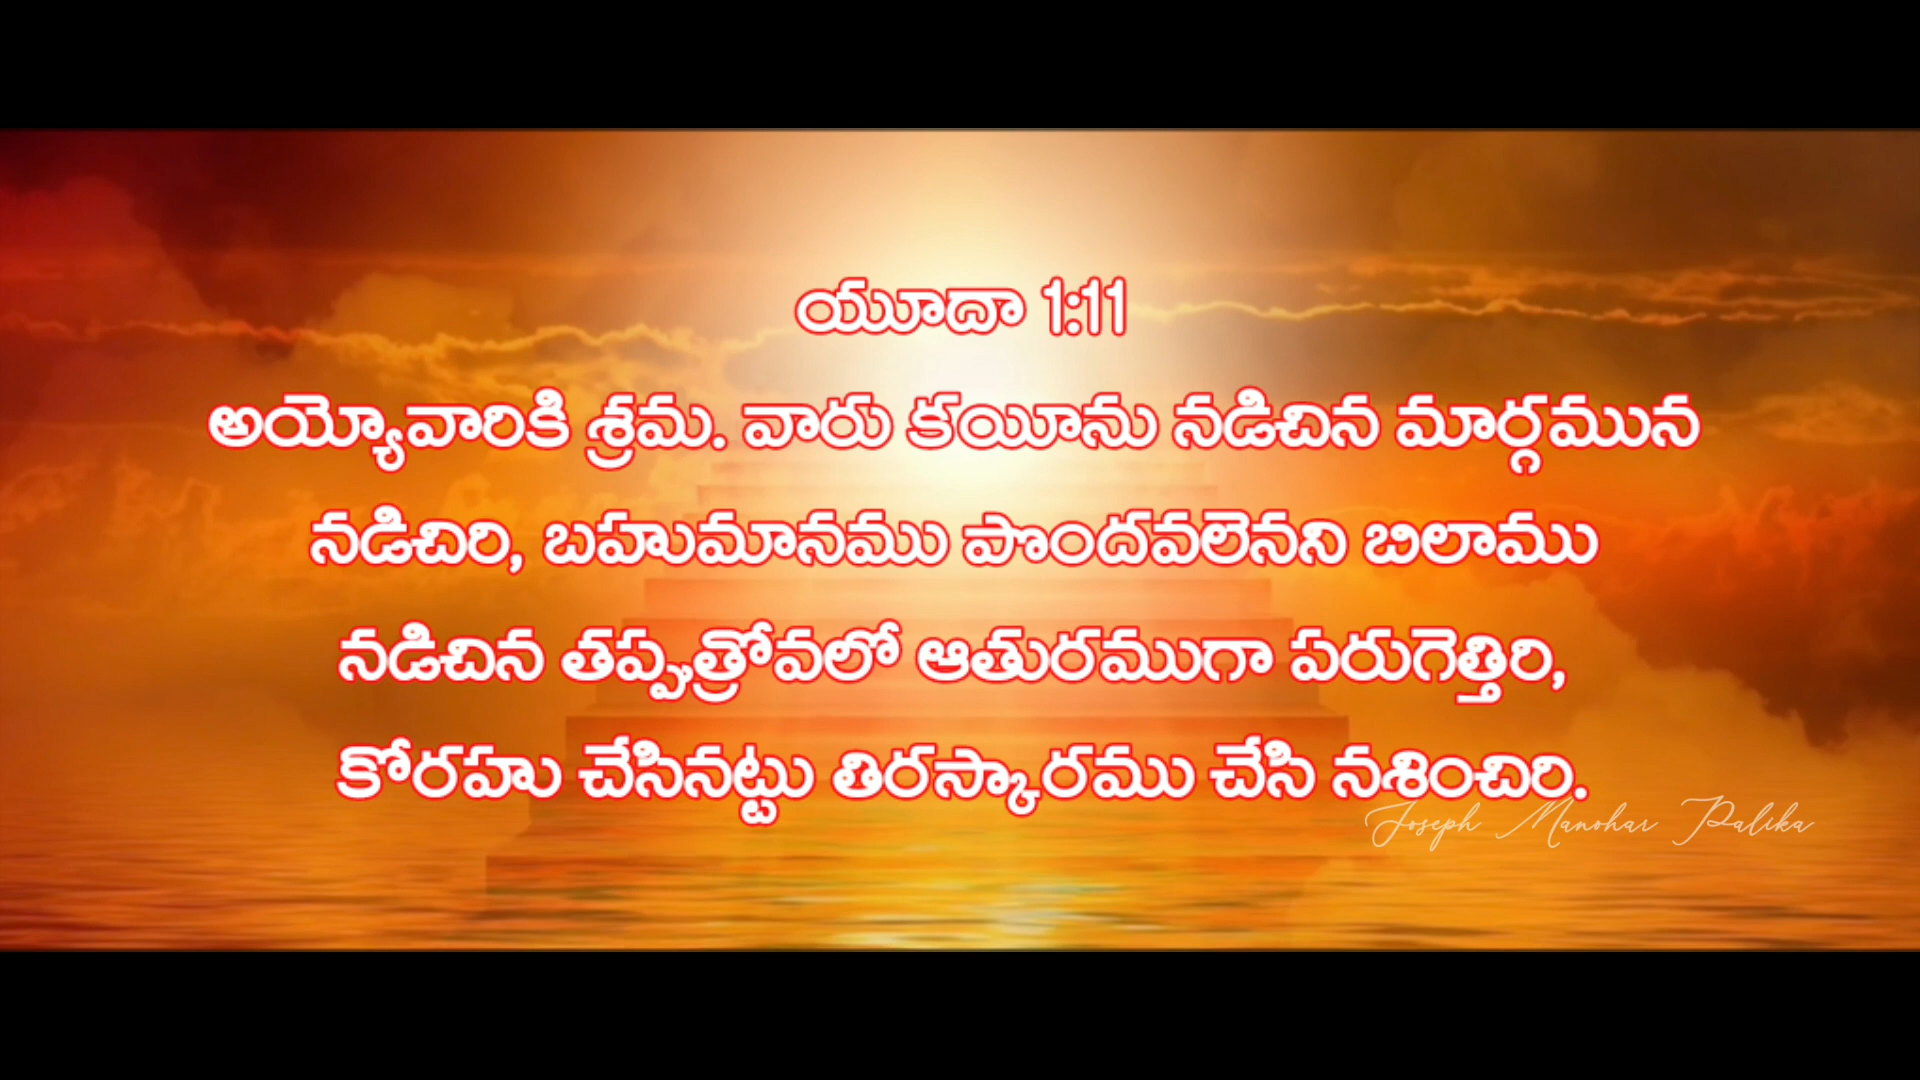 యూదా 1:11
అయ్యోవారికి శ్రమ. వారు కయీను నడిచిన మార్గమున
నడిచిరి, బహుమానము పొందవలెనని బిలాము
నడిచిన తప్పుత్రోవలో ఆతురముగా పరుగెత్తిరి,
కోరహు చేసినట్టు తిరస్కారము చేసి నశించిరి.
Joseph Manohar Palika